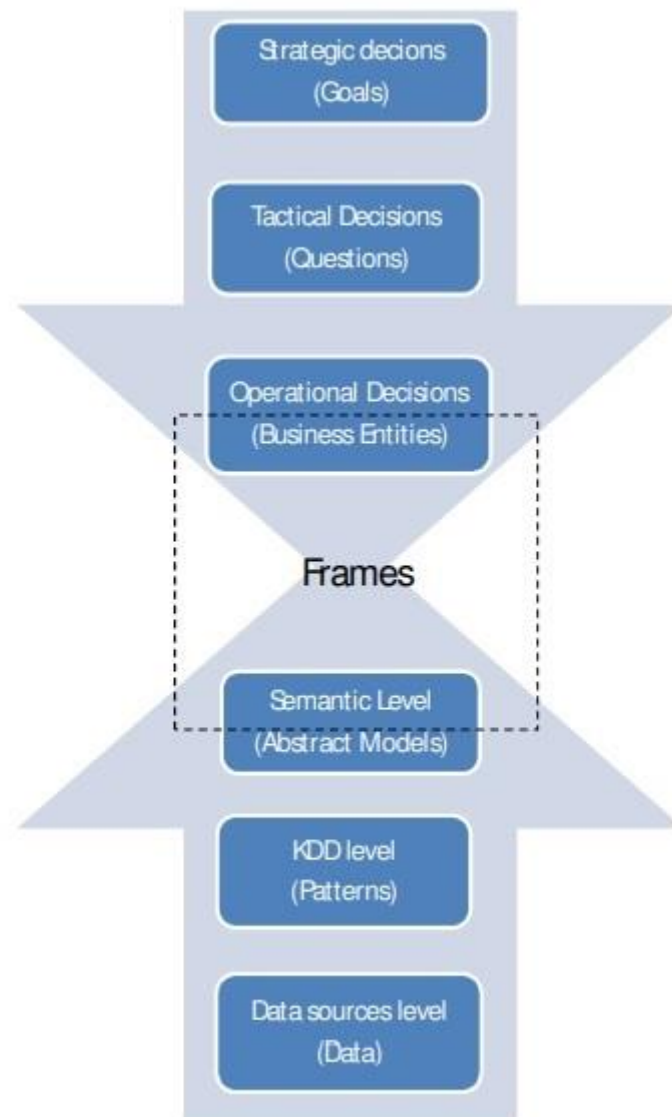 Strategic decions
(Goals)
Tactical Decisions
(Questions)
Operational Decisions
(Business Entities)
Frames
Semantic Level
(Abstract Models)
KDD level
(Patterns)
Data sources level
(Data)